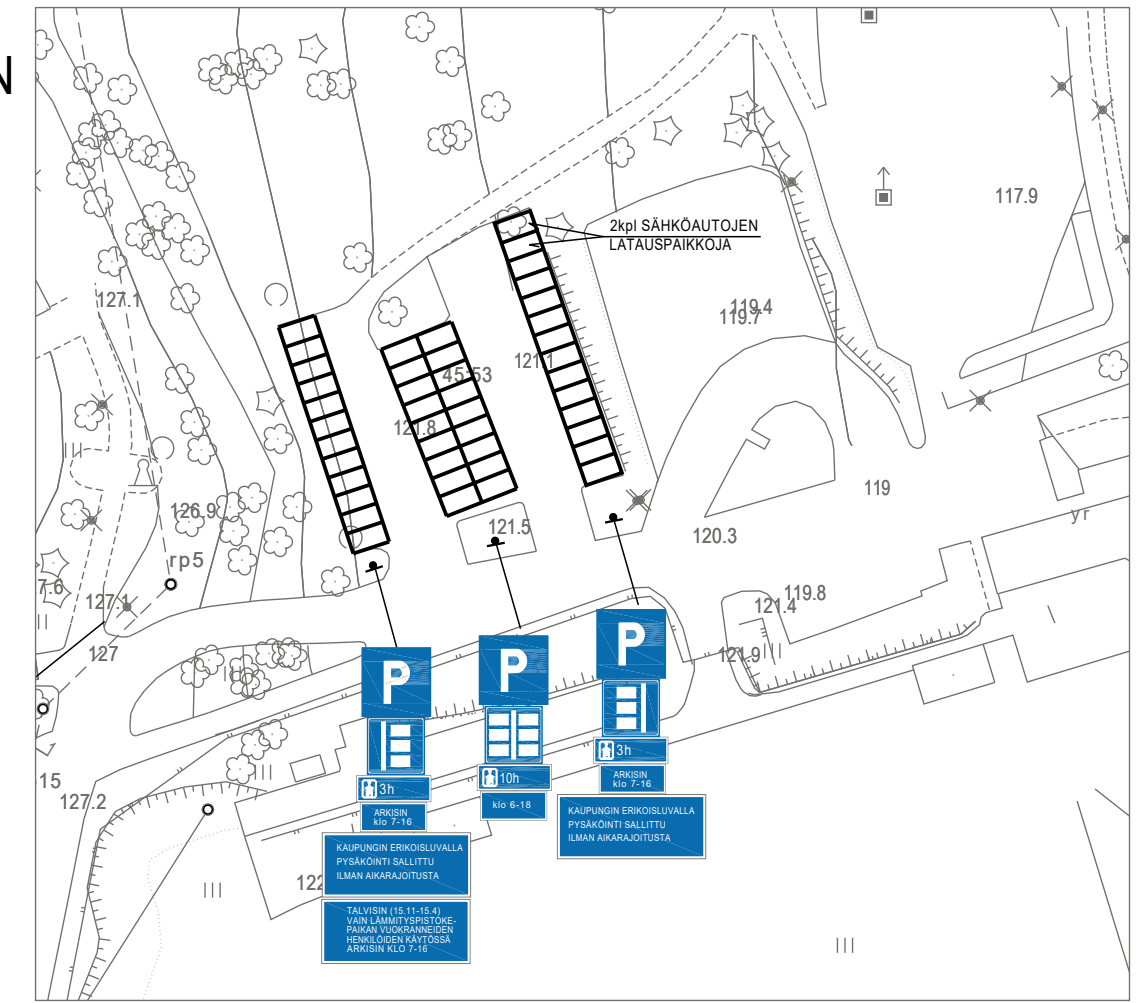 N
117.9
2kpl SÄHKÖAUTOJEN
LATAUSPAIKKOJA
127.1
119.4
119.7
121.1
45:53
121.8
119
126.9
121.5
120.3
yr
rp5
7.6
127.1
119.8
121.4
127
121.9
P
P
P
15
127.2
3h
ARKISIN
klo 7-16
KAUPUNGIN ERIKOISLUVALLA
PYSÄKÖINTI SALLITTU
ILMAN AIKARAJOITUSTA
TALVISIN (15.11-15.4)
VAIN LÄMMITYSPISTOKE-
PAIKAN VUOKRANNEIDEN
HENKILÖIDEN KÄYTÖSSÄ
ARKISIN KLO 7-16
10h
klo 6-18
3h
ARKISIN
klo 7-16
KAUPUNGIN ERIKOISLUVALLA
PYSÄKÖINTI SALLITTU
ILMAN AIKARAJOITUSTA
122